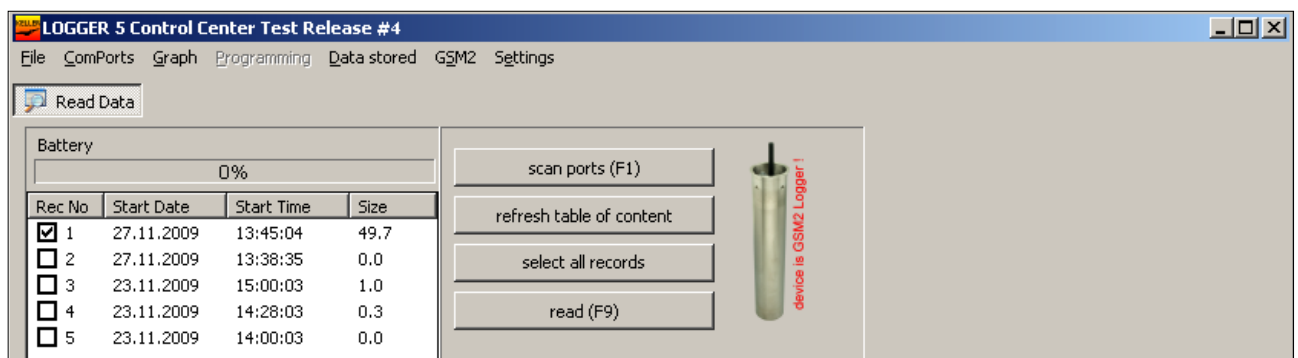 KELLER LOGGER 5 Control Center Test Release #4
File ComPorts Graph Programming Data stored GSM2 Settings
Read Data
Battery
0%
Rec No Start Date Start Time Size
1 27.11.2009 13:45:04 49.7
2 27.11.2009 13:38:35 0.0
3 23.11.2009 15:00:03 1.0
4 23.11.2009 14:28:03 0.3
5 23.11.2009 14:00:03 0.0
scan ports (F1)
refresh table of content
select all records
read (F9)
device is GSM2 Logger !